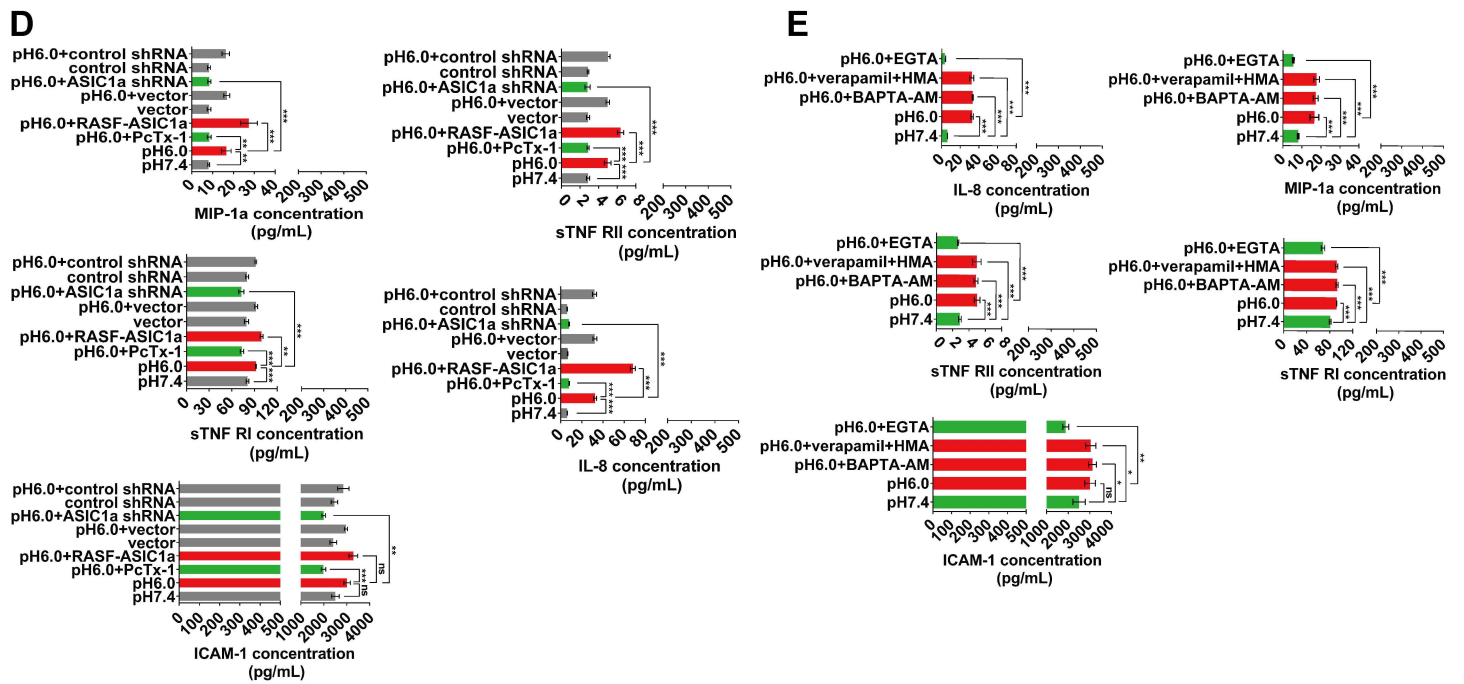 D
pH6.0+control shRNA
control shRNA
pH6.0+ASIC1a shRNA
pH6.0+vector
vector
pH6.0+RASF-ASIC1a
pH6.0+PcTx-1
pH6.0
pH7.4
*** 
***
**
**
0 10 20 30 40 200 300 400 500
MIP-1a concentration
(pg/mL)
pH6.0+control shRNA
control shRNA
pH6.0+ASIC1a shRNA
pH6.0+vector
vector
pH6.0+RASF-ASIC1a
pH6.0+PcTx-1
pH6.0
pH7.4
***
***
***
***
0 2 4 6 8 200 300 400 500
sTNF RII concentration
(pg/mL)
pH6.0+control shRNA
control shRNA
pH6.0+ASIC1a shRNA
pH6.0+vector
vector
pH6.0+RASF-ASIC1a
pH6.0+PcTx-1
pH6.0
pH7.4
***
**
***
***
0 30 60 90 120 200 300 400 500
sTNF RI concentration
(pg/mL)
pH6.0+control shRNA
control shRNA
pH6.0+ASIC1a shRNA
pH6.0+vector
vector
pH6.0+RASF-ASIC1a
pH6.0+PcTx-1
pH6.0
pH7.4
***
***
***
***
0 20 40 60 80 200 300 400 500
IL-8 concentration
(pg/mL)
pH6.0+control shRNA
control shRNA
pH6.0+ASIC1a shRNA
pH6.0+vector
vector
pH6.0+RASF-ASIC1a
pH6.0+PcTx-1
pH6.0
pH7.4
**
ns
***
ns
0 100 200 300 400 500 1000 2000 3000 4000
ICAM-1 concentration
(pg/mL)
E
pH6.0+EGTA
pH6.0+verapamil+HMA
pH6.0+BAPTA-AM
pH6.0
pH7.4
***
***
***
***
0 20 40 60 80 200 300 400 500
IL-8 concentration
(pg/mL)
pH6.0+EGTA
pH6.0+verapamil+HMA
pH6.0+BAPTA-AM
pH6.0
pH7.4
***
***
***
***
0 10 20 30 40 200 300 400 500
MIP-1a concentration
(pg/mL)
pH6.0+EGTA
pH6.0+verapamil+HMA
pH6.0+BAPTA-AM
pH6.0
pH7.4
***
***
***
***
0 2 4 6 8 200 300 400 500
sTNF RII concentration
(pg/mL)
pH6.0+EGTA
pH6.0+verapamil+HMA
pH6.0+BAPTA-AM
pH6.0
pH7.4
***
***
***
***
0 40 80 120 200 300 400 500
sTNF RI concentration
(pg/mL)
pH6.0+EGTA
pH6.0+verapamil+HMA
pH6.0+BAPTA-AM
pH6.0
pH7.4
**
*
*
ns
0 100 200 300 400 500 1000 2000 3000 4000
ICAM-1 concentration
(pg/mL)